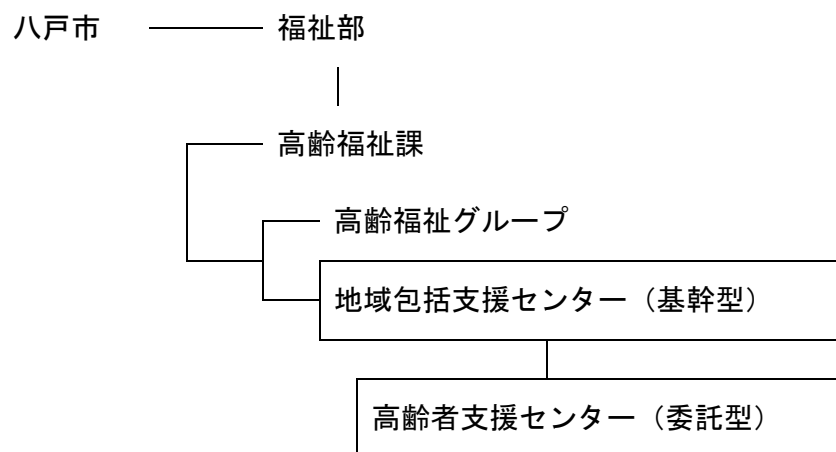 八戸市 福祉部
高齢福祉課
高齢福祉グループ
地域包括支援センター（基幹型）
高齢者支援センター（委託型）